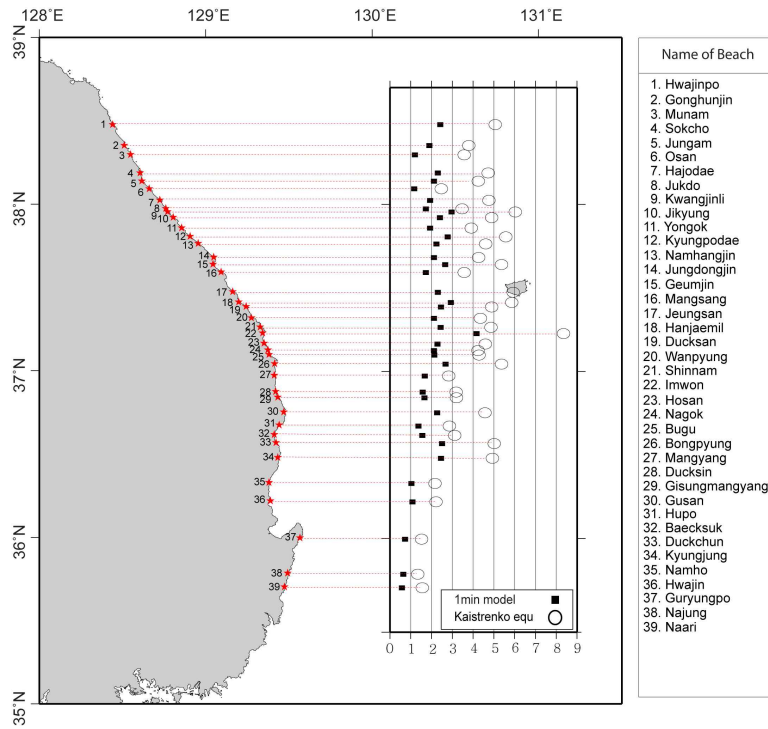 128°E 129°E 130°E 131°E
39°N
38°N
37°N
36°N
35°N
1
2
3
4
5
6
7
8
9
10
11
12
13
14
15
16
17
18
19
20
21
22
23
24
25
26
27
28
29
30
31
32
33
34
35
36
37
38
39
1min model
Kaistrenko equ
0 1 2 3 4 5 6 7 8 9
Name of Beach
1. Hwajinpo
2. Gonghunjin
3. Munam
4. Sokcho
5. Jungam
6. Osan
7. Hajodae
8. Jukdo
9. Kwangjinli
10. Jikyung
11. Yongok
12. Kyungpodae
13. Namhangjin
14. Jungdongjin
15. Geumjin
16. Mangsang
17. Jeungsan
18. Hanjaemil
19. Ducksan
20. Wanpyung
21. Shinnam
22. Imwon
23. Hosan
24. Nagok
25. Bugu
26. Bongpyung
27. Mangyang
28. Ducksin
29. Gisungmangyang
30. Gusan
31. Hupo
32. Baecksuk
33. Duckchun
34. Kyungjung
35. Namho
36. Hwajin
37. Guryungpo
38. Najung
39. Naari